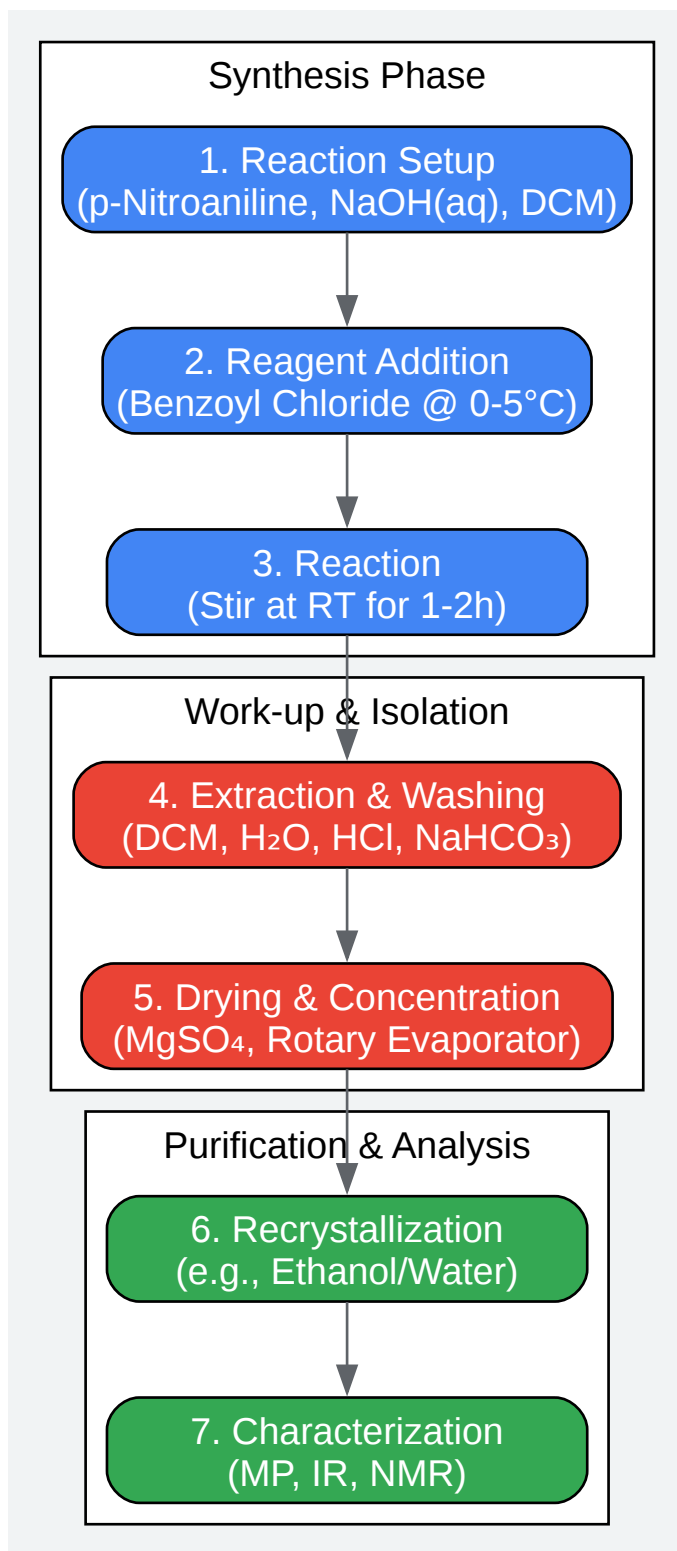 Synthesis Phase
1. Reaction Setup
(p-Nitroaniline, NaOH(aq), DCM)
2. Reagent Addition
(Benzoyl Chloride @ 0-5°C)
3. Reaction
(Stir at RT for 1-2h)
Work-up & Isolation
4. Extraction & Washing
(DCM, H₂O, HCl, NaHCO₃)
5. Drying & Concentration
(MgSO₄, Rotary Evaporator)
Purification & Analysis
6. Recrystallization
(e.g., Ethanol/Water)
7. Characterization
(MP, IR, NMR)